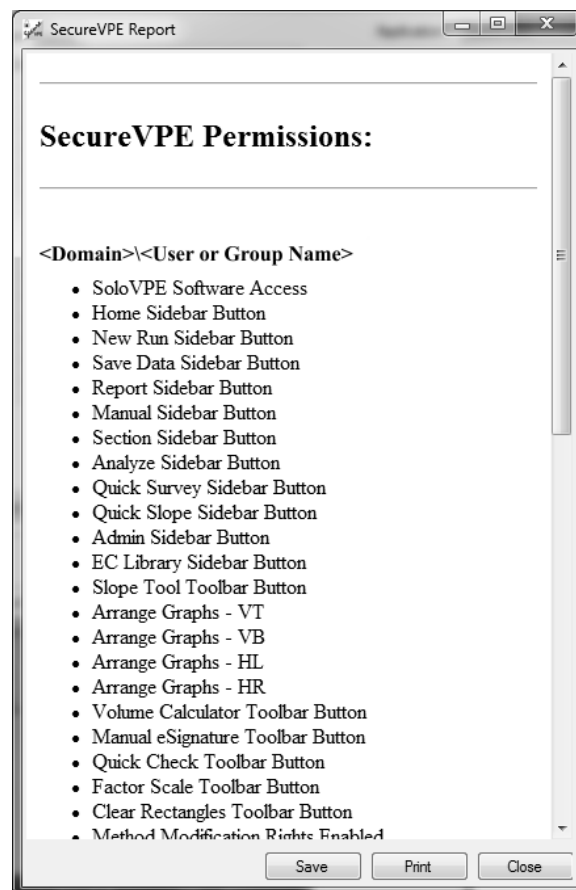 SecureVPE Report
SecureVPE Permissions:
<Domain>\<User or Group Name>
• SoloVPE Software Access
• Home Sidebar Button
• New Run Sidebar Button
• Save Data Sidebar Button
• Report Sidebar Button
• Manual Sidebar Button
• Section Sidebar Button
• Analyze Sidebar Button
• Quick Survey Sidebar Button
• Quick Slope Sidebar Button
• Admin Sidebar Button
• EC Library Sidebar Button
• Slope Tool Toolbar Button
• Arrange Graphs - VT
• Arrange Graphs - VB
• Arrange Graphs - HL
• Arrange Graphs - HR
• Volume Calculator Toolbar Button
• Manual eSignature Toolbar Button
• Quick Check Toolbar Button
• Factor Scale Toolbar Button
• Clear Rectangles Toolbar Button
• Method Modification Rights Enabled
Save Print Close